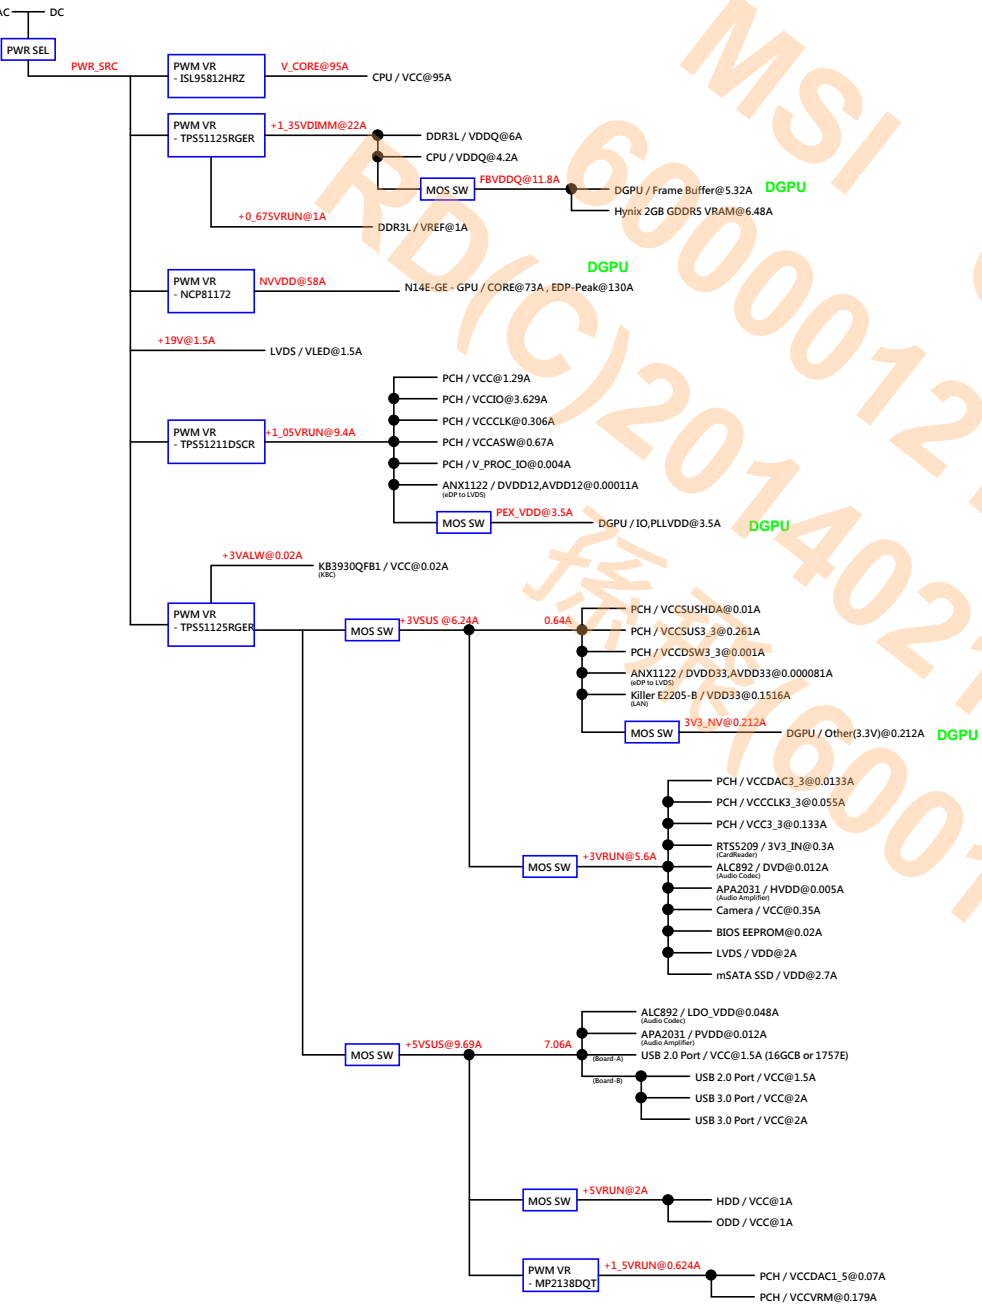 AC DC
PWR SEL
PWR_SRC
PWM VR
- ISL95812HRZ
V_CORE@95A
CPU / VCC@95A
PWM VR
- TPS51125RGER
+1_35VDIMM@22A
DDR3L / VDDQ@6A
CPU / VDDQ@4.2A
MOS SW
FBVDDQ@11.8A
DGPU / Frame Buffer@5.32A
DGPU
Hynix 2GB GDDR5 VRAM@6.48A
+0_675VRUN@1A
DDR3L / VREF@1A
DGPU
PWM VR
- NCP81172
NVVDD@58A
N14E-GE - GPU / CORE@73A , EDP-Peak@130A
+19V@1.5A
LVDS / VLED@1.5A
PWM VR
- TPS51211DSCR
+1_05VRUN@9.4A
PCH / VCC@1.29A
PCH / VCCIO@3.629A
PCH / VCCCLK@0.306A
PCH / VCCASW@0.67A
PCH / V_PROC_IO@0.004A
ANX1122 / DVDD12,AVDD12@0.00011A
(eDP to LVDS)
MOS SW
PEX_VDD@3.5A
DGPU / IO,PLLVDD@3.5A
DGPU
+3VALW@0.02A
KB3930QFB1 / VCC@0.02A
(KBC)
PWM VR
- TPS51125RGER
MOS SW
+3VSUS @6.24A
0.64A
PCH / VCCSUSHDA@0.01A
PCH / VCCSUS3_3@0.261A
PCH / VCCDSW3_3@0.001A
ANX1122 / DVDD33,AVDD33@0.000081A
(eDP to LVDS)
Killer E2205-B / VDD33@0.1516A
(LAN)
MOS SW
3V3_NV@0.212A
DGPU / Other(3.3V)@0.212A
DGPU
MOS SW
+3VRUN@5.6A
PCH / VCCDAC3_3@0.0133A
PCH / VCCCLK3_3@0.055A
PCH / VCC3_3@0.133A
RTS5209 / 3V3_IN@0.3A
(CardReader)
ALC892 / DVD@0.012A
(Audio Codec)
APA2031 / HVDD@0.005A
(Audio Amplifier)
Camera / VCC@0.35A
BIOS EEPROM@0.02A
LVDS / VDD@2A
mSATA SSD / VDD@2.7A
MOS SW
+5VSUS@9.69A
7.06A
ALC892 / LDO_VDD@0.048A
(Audio Codec)
APA2031 / PVDD@0.012A
(Audio Amplifier)
(Board-A)
USB 2.0 Port / VCC@1.5A (16GCB or 1757E)
(Board-B)
USB 2.0 Port / VCC@1.5A
USB 3.0 Port / VCC@2A
USB 3.0 Port / VCC@2A
MOS SW
+5VRUN@2A
HDD / VCC@1A
ODD / VCC@1A
PWM VR
- MP2138DQT
+1_5VRUN@0.624A
PCH / VCCDAC1_5@0.07A
PCH / VCCVRM@0.179A
MSI
RD(C)